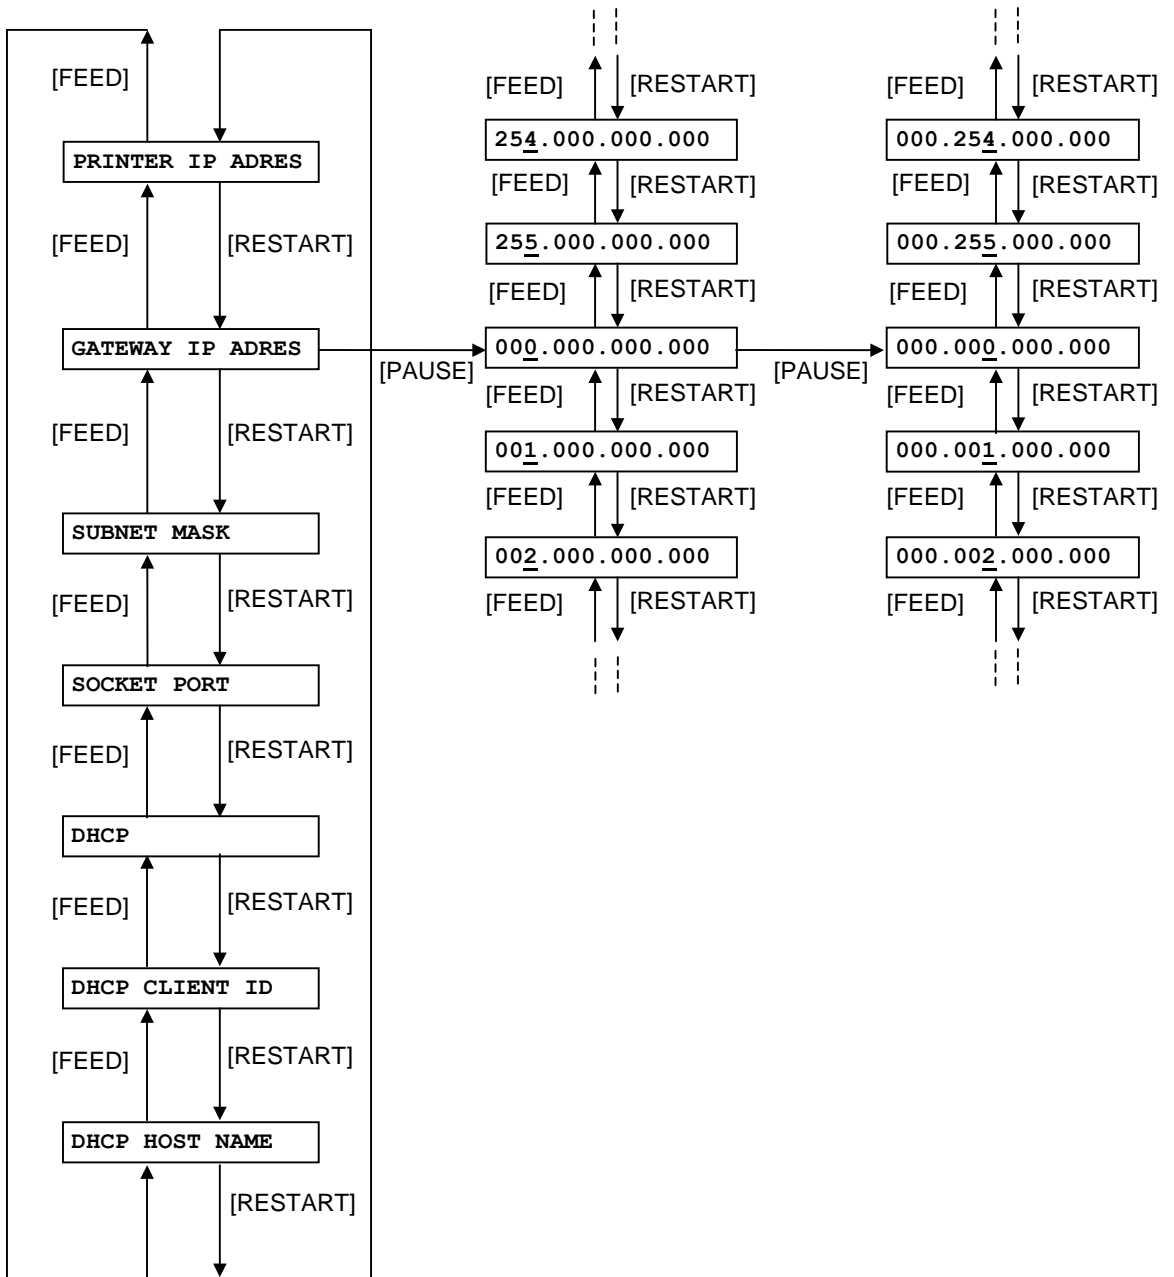 [FEED]
PRINTER IP ADRES
[FEED] [RESTART]
GATEWAY IP ADRES
[FEED] [RESTART]
SUBNET MASK
[FEED] [RESTART]
SOCKET PORT
[FEED] [RESTART]
DHCP
[FEED] [RESTART]
DHCP CLIENT ID
[FEED] [RESTART]
DHCP HOST NAME
[RESTART]
[PAUSE]
[FEED] [RESTART]
254.000.000.000
[FEED] [RESTART]
255.000.000.000
[FEED] [RESTART]
000.000.000.000
[FEED] [RESTART]
001.000.000.000
[FEED] [RESTART]
002.000.000.000
[FEED] [RESTART]
[PAUSE]
[FEED] [RESTART]
000.254.000.000
[FEED] [RESTART]
000.255.000.000
[FEED] [RESTART]
000.000.000.000
[FEED] [RESTART]
000.001.000.000
[FEED] [RESTART]
000.002.000.000
[FEED] [RESTART]